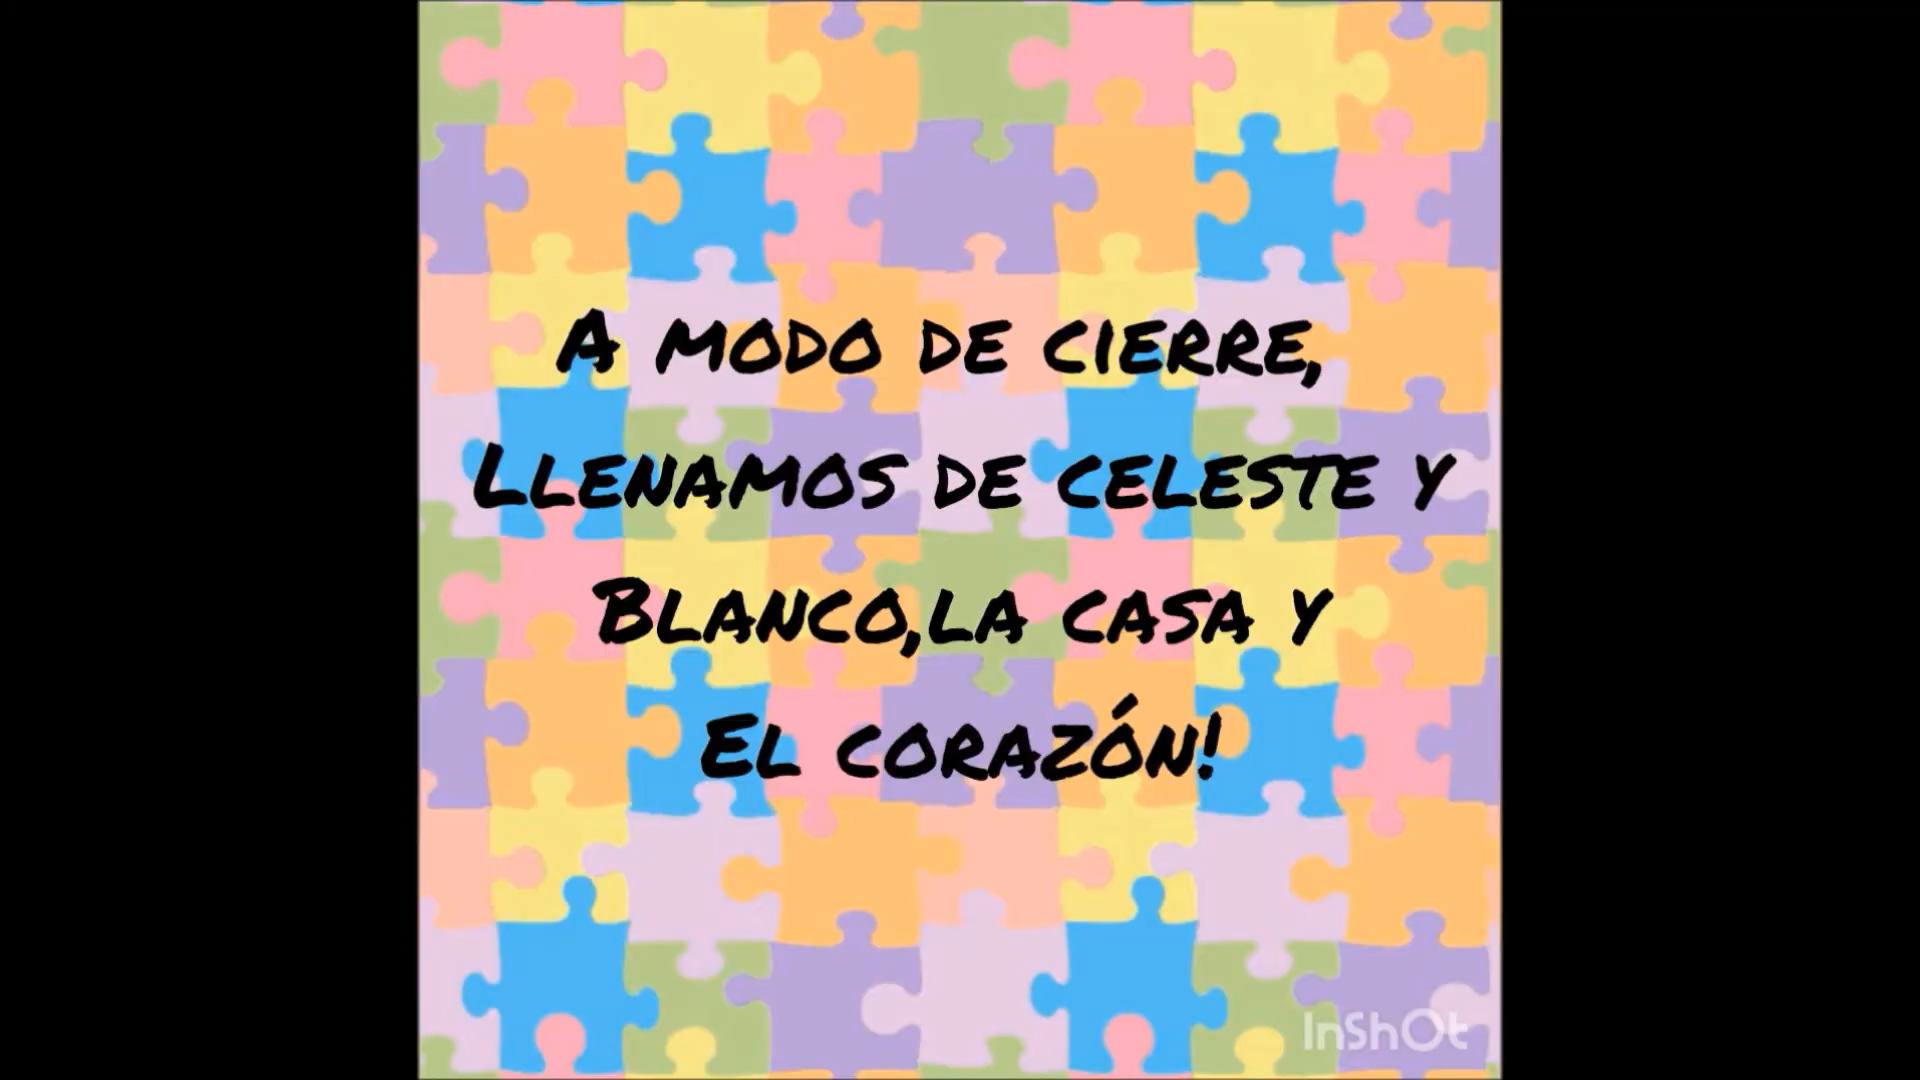 A modo de cierre,
Llenamos de celeste y
Blanco,la casa y
El corazón!
InShOt